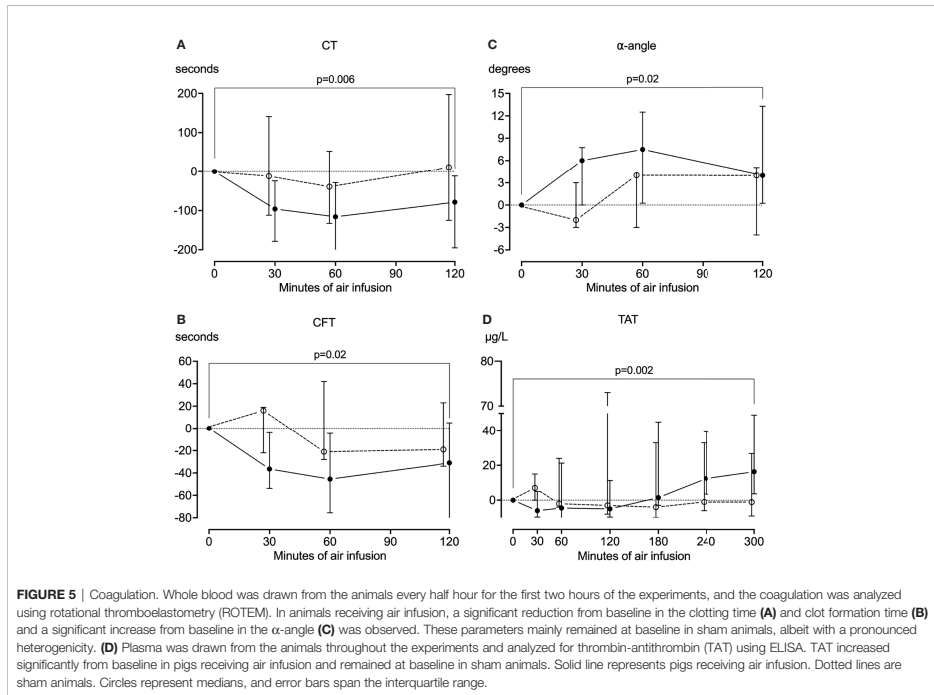 A
CT
seconds
p=0.006
200
100
0
-100
-200
0 30 60 90 120
Minutes of air infusion
C
α-angle
degrees
p=0.02
15
12
9
6
3
0
-3
-6
0 30 60 90 120
Minutes of air infusion
B
CFT
seconds
p=0.02
60
40
20
0
-20
-40
-60
-80
0 30 60 90 120
Minutes of air infusion
D
TAT
µg/L
p=0.002
80
70
40
20
0
0 30 60 120 180 240 300
Minutes of air infusion
FIGURE 5 | Coagulation. Whole blood was drawn from the animals every half hour for the first two hours of the experiments, and the coagulation was analyzed
using rotational thromboelastometry (ROTEM). In animals receiving air infusion, a significant reduction from baseline in the clotting time (A) and clot formation time (B)
and a significant increase from baseline in the α-angle (C) was observed. These parameters mainly remained at baseline in sham animals, albeit with a pronounced
heterogenicity. (D) Plasma was drawn from the animals throughout the experiments and analyzed for thrombin-antithrombin (TAT) using ELISA. TAT increased
significantly from baseline in pigs receiving air infusion and remained at baseline in sham animals. Solid line represents pigs receiving air infusion. Dotted lines are
sham animals. Circles represent medians, and error bars span the interquartile range.